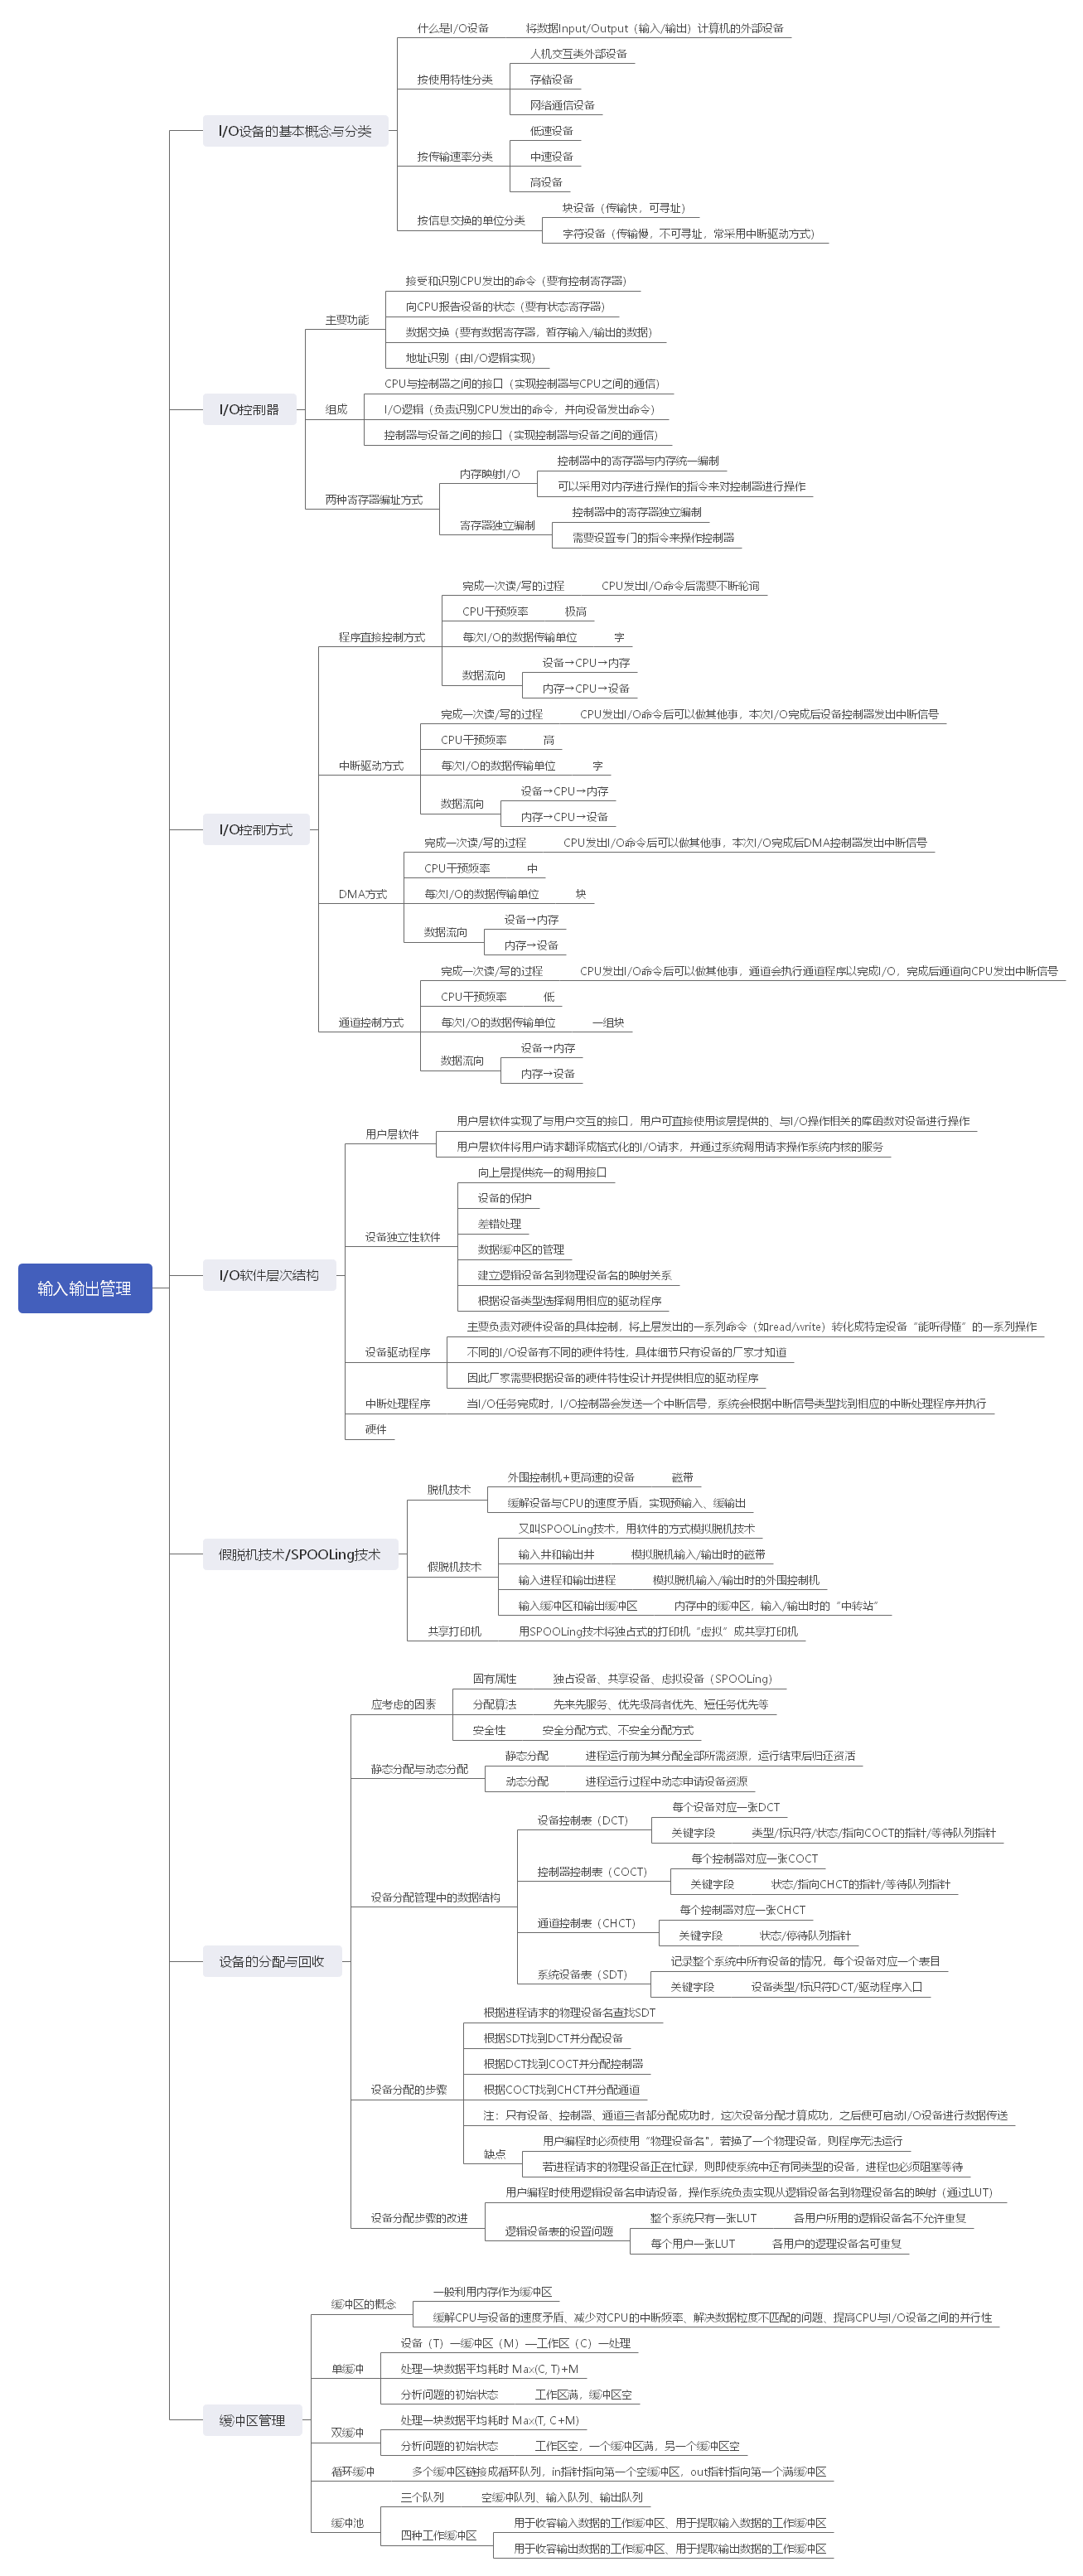 输入输出管理
I/O设备的基本概念与分类
什么是I/O设备
将数据Input/Output（输入/输出）计算机的外部设备
按使用特性分类
人机交互类外部设备
存储设备
网络通信设备
按传输速率分类
低速设备
中速设备
高设备
按信息交换的单位分类
块设备（传输快，可寻址）
字符设备（传输慢，不可寻址，常采用中断驱动方式）
I/O控制器
主要功能
接受和识别CPU发出的命令（要有控制寄存器）
向CPU报告设备的状态（要有状态寄存器）
数据交换（要有数据寄存器，暂存输入/输出的数据）
地址识别（由I/O逻辑实现）
组成
CPU与控制器之间的接口（实现控制器与CPU之间的通信）
I/O逻辑（负责识别CPU发出的命令，并向设备发出命令）
控制器与设备之间的接口（实现控制器与设备之间的通信）
两种寄存器编址方式
内存映射I/O
控制器中的寄存器与内存统一编制
可以采用对内存进行操作的指令来对控制器进行操作
寄存器独立编制
控制器中的寄存器独立编制
需要设置专门的指令来操作控制器
I/O控制方式
程序直接控制方式
完成一次读/写的过程
CPU发出I/O命令后需要不断轮询
CPU干预频率
极高
每次I/O的数据传输单位
字
数据流向
设备→CPU→内存
内存→CPU→设备
中断驱动方式
完成一次读/写的过程
CPU发出I/O命令后可以做其他事，本次I/O完成后设备控制器发出中断信号
CPU干预频率
高
每次I/O的数据传输单位
字
数据流向
设备→CPU→内存
内存→CPU→设备
DMA方式
完成一次读/写的过程
CPU发出I/O命令后可以做其他事，本次I/O完成后DMA控制器发出中断信号
CPU干预频率
中
每次I/O的数据传输单位
块
数据流向
设备→内存
内存→设备
通道控制方式
完成一次读/写的过程
CPU发出I/O命令后可以做其他事，通道会执行通道程序以完成I/O，完成后通道向CPU发出中断信号
CPU干预频率
低
每次I/O的数据传输单位
一组块
数据流向
设备→内存
内存→设备
I/O软件层次结构
用户层软件
用户层软件实现了与用户交互的接口，用户可直接使用该层提供的、与I/O操作相关的库函数对设备进行操作
用户层软件将用户请求翻译成格式化的I/O请求，并通过系统调用请求操作系统内核的服务
设备独立性软件
向上层提供统一的调用接口
设备的保护
差错处理
数据缓冲区的管理
建立逻辑设备名到物理设备名的映射关系
根据设备类型选择调用相应的驱动程序
设备驱动程序
主要负责对硬件设备的具体控制，将上层发出的一系列命令（如read/write）转化成特定设备“能听得懂”的一系列操作
不同的I/O设备有不同的硬件特性，具体细节只有设备的厂家才知道
因此厂家需要根据设备的硬件特性设计并提供相应的驱动程序
中断处理程序
当I/O任务完成时，I/O控制器会发送一个中断信号，系统会根据中断信号类型找到相应的中断处理程序并执行
硬件
假脱机技术/SPOOLing技术
脱机技术
外围控制机+更高速的设备
磁带
缓解设备与CPU的速度矛盾，实现预输入、缓输出
假脱机技术
又叫SPOOLing技术，用软件的方式模拟脱机技术
输入井和输出井
模拟脱机输入/输出时的磁带
输入进程和输出进程
模拟脱机输入/输出时的外围控制机
输入缓冲区和输出缓冲区
内存中的缓冲区，输入/输出时的“中转站”
共享打印机
用SPOOLing技术将独占式的打印机“虚拟”成共享打印机
设备的分配与回收
应考虑的因素
固有属性
独占设备、共享设备、虚拟设备（SPOOLing）
分配算法
先来先服务、优先级高者优先、短任务优先等
安全性
安全分配方式、不安全分配方式
静态分配与动态分配
静态分配
进程运行前为其分配全部所需资源，运行结束后归还资活
动态分配
进程运行过程中动态申请设备资源
设备分配管理中的数据结构
设备控制表（DCT）
每个设备对应一张DCT
关键字段
类型/标识符/状态/指向COCT的指针/等待队列指针
控制器控制表（COCT）
每个控制器对应一张COCT
关键字段
状态/指向CHCT的指针/等待队列指针
通道控制表（CHCT）
每个控制器对应一张CHCT
关键字段
状态/停待队列指针
系统设备表（SDT）
记录整个系统中所有设备的情况，每个设备对应一个表目
关键字段
设备类型/标识符DCT/驱动程序入口
设备分配的步骤
根据进程请求的物理设备名查找SDT
根据SDT找到DCT并分配设备
根据DCT找到COCT并分配控制器
根据COCT找到CHCT并分配通道
注：只有设备、控制器、通道三者都分配成功时，这次设备分配才算成功，之后便可启动I/O设备进行数据传送
缺点
用户编程时必须使用“物理设备名"，若换了一个物理设备，则程序无法运行
若进程请求的物理设备正在忙碌，则即使系统中还有同类型的设备，进程也必须阻塞等待
设备分配步骤的改进
用户编程时使用逻辑设备名申请设备，操作系统负责实现从逻辑设备名到物理设备名的映射（通过LUT）
逻辑设备表的设置问题
整个系统只有一张LUT
各用户所用的逻辑设备名不允许重复
每个用户一张LUT
各用户的逻理设备名可重复
缓冲区管理
缓冲区的概念
一般利用内存作为缓冲区
缓解CPU与设备的速度矛盾、减少对CPU的中断频率、解决数据粒度不匹配的问题、提高CPU与I/O设备之间的并行性
单缓冲
设备（T）—缓冲区（M）—工作区（C）—处理
处理一块数据平均耗时 Max(C, T)+M
分析问题的初始状态
工作区满，缓冲区空
双缓冲
处理一块数据平均耗时 Max(T, C+M)
分析问题的初始状态
工作区空，一个缓冲区满，另一个缓冲区空
循环缓冲
多个缓冲区链接成循环队列，in指针指向第一个空缓冲区，out指针指向第一个满缓冲区
缓冲池
三个队列
空缓冲队列、输入队列、输出队列
四种工作缓冲区
用于收容输入数据的工作缓冲区、用于提取输入数据的工作缓冲区
用于收容输出数据的工作缓冲区、用于提取输出数据的工作缓冲区